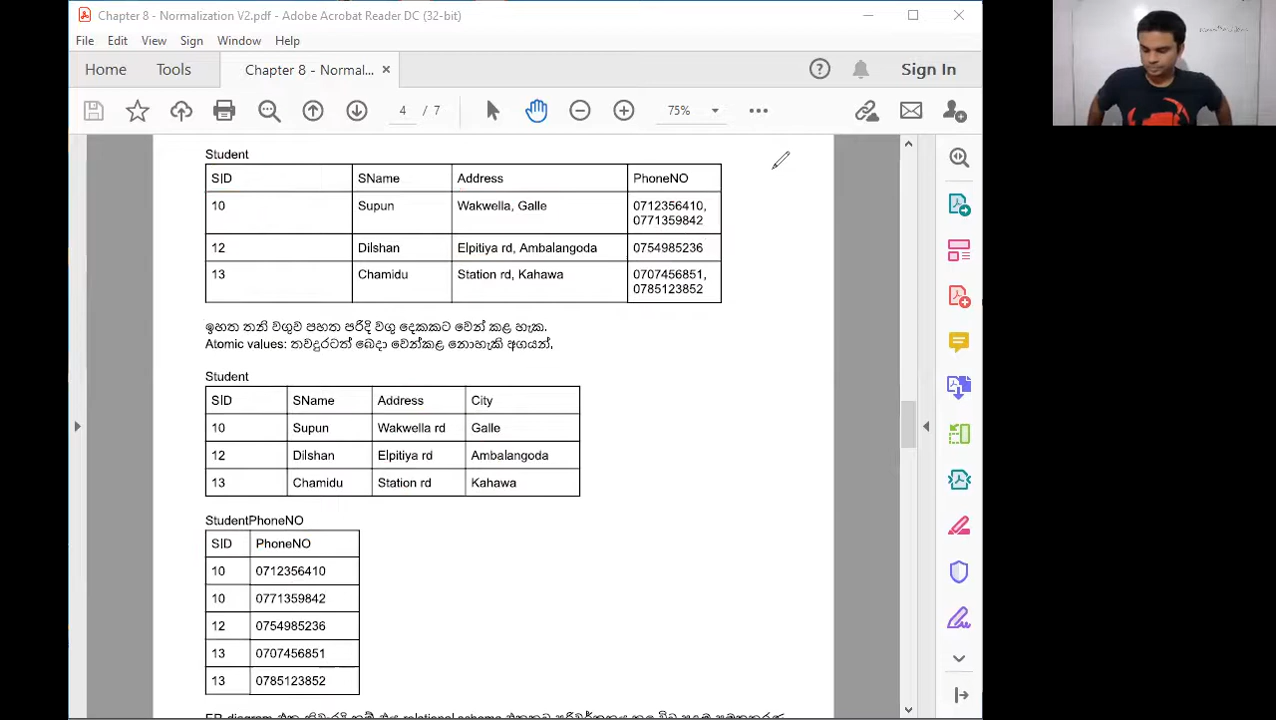 Chapter 8 - Normalization V2.pdf - Adobe Acrobat Reader DC (32-bit)
File Edit View Sign Window Help
Home Tools Chapter 8 - Normal... Sign In
4 / 7 75%
Student
SID SName Address PhoneNO
10 Supun Wakwella, Galle 0712356410,
0771359842
12 Dilshan Elpitiya rd, Ambalangoda 0754985236
13 Chamidu Station rd, Kahawa 0707456851,
0785123852
ඉහත තනි වගුව පහත පරිදි වගු දෙකකට වෙන් කළ හැක.
Atomic values: තවදුරටත් බෙදා වෙන්කළ නොහැකි අගයන්,
Student
SID SName Address City
10 Supun Wakwella rd Galle
12 Dilshan Elpitiya rd Ambalangoda
13 Chamidu Station rd Kahawa
StudentPhoneNO
SID PhoneNO
10 0712356410
10 0771359842
12 0754985236
13 0707456851
13 0785123852
ER diagram relational schema